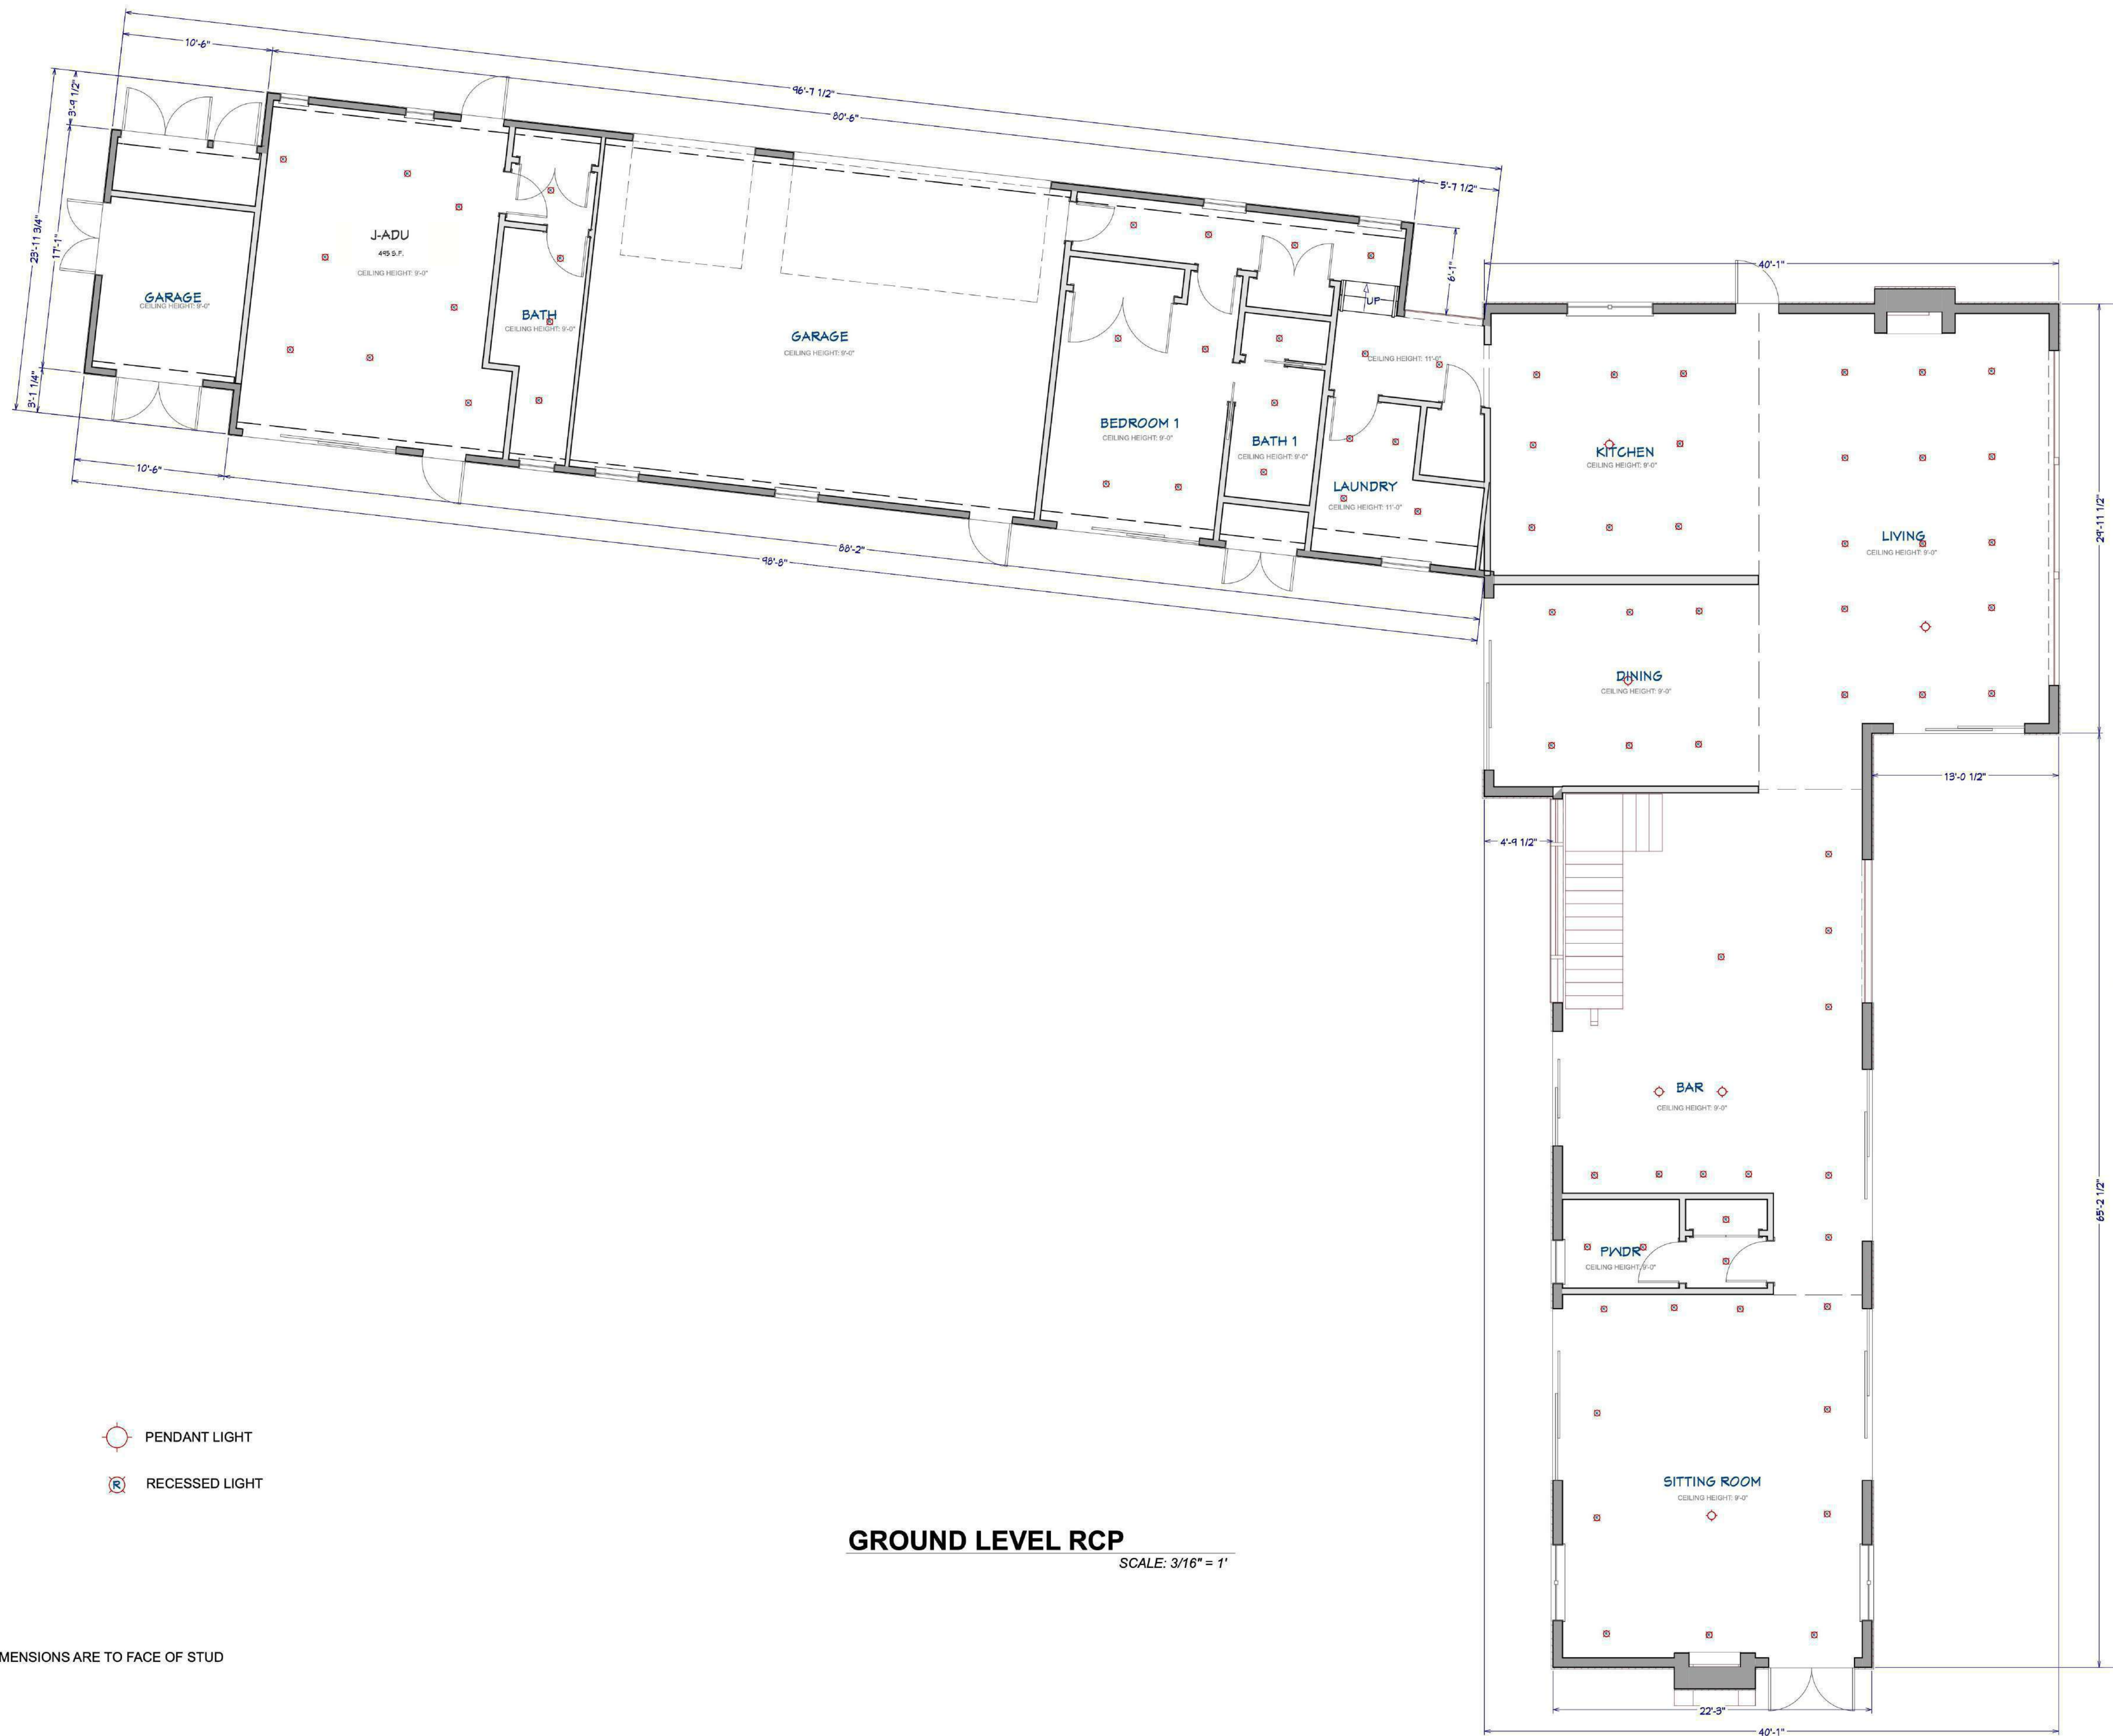 10'-6"
96'-7 1/2"
80'-6"
3'-9 1/2"
5'-7 1/2"
23'-11 3/4"
17'-1"
3'-1 1/4"
6'-1"
40'-1"
J-ADU
495 S.F.
CEILING HEIGHT: 9'-0"
GARAGE
CEILING HEIGHT: 9'-0"
BATH
CEILING HEIGHT: 9'-0"
GARAGE
CEILING HEIGHT: 9'-0"
UP
CEILING HEIGHT: 11'-0"
BEDROOM 1
CEILING HEIGHT: 9'-0"
BATH 1
CEILING HEIGHT: 9'-0"
LAUNDRY
CEILING HEIGHT: 11'-0"
KITCHEN
CEILING HEIGHT: 9'-0"
LIVING
CEILING HEIGHT: 9'-0"
29'-11 1/2"
10'-6"
88'-2"
98'-8"
DINING
CEILING HEIGHT: 9'-0"
13'-0 1/2"
4'-9 1/2"
BAR
CEILING HEIGHT: 9'-0"
65'-2 1/2"
PWDR
CEILING HEIGHT: 9'-0"
SITTING ROOM
CEILING HEIGHT: 9'-0"
PENDANT LIGHT
R RECESSED LIGHT
GROUND LEVEL RCP
SCALE: 3/16" = 1'
MENSIONS ARE TO FACE OF STUD
22'-3"
40'-1"